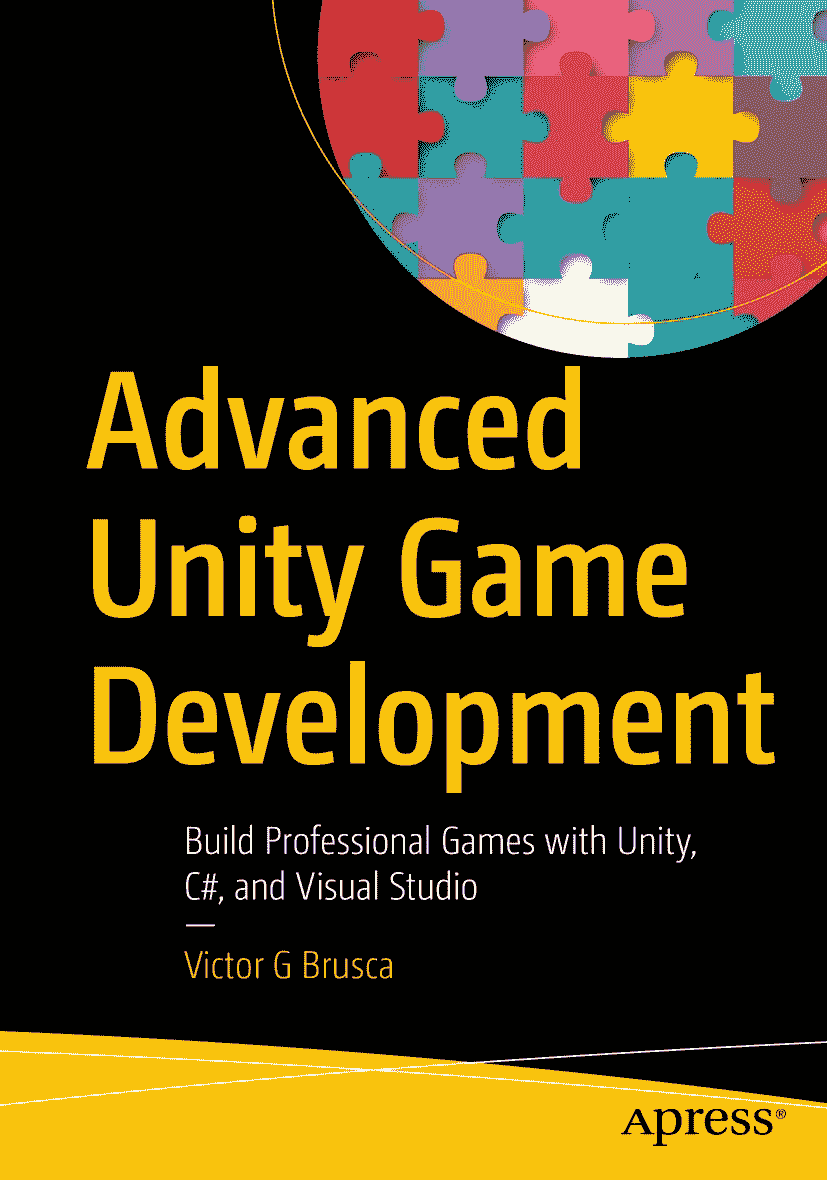 Advanced
Unity Game
Development
Build Professional Games with Unity,
C#, and Visual Studio
Victor G Brusca
Apress®